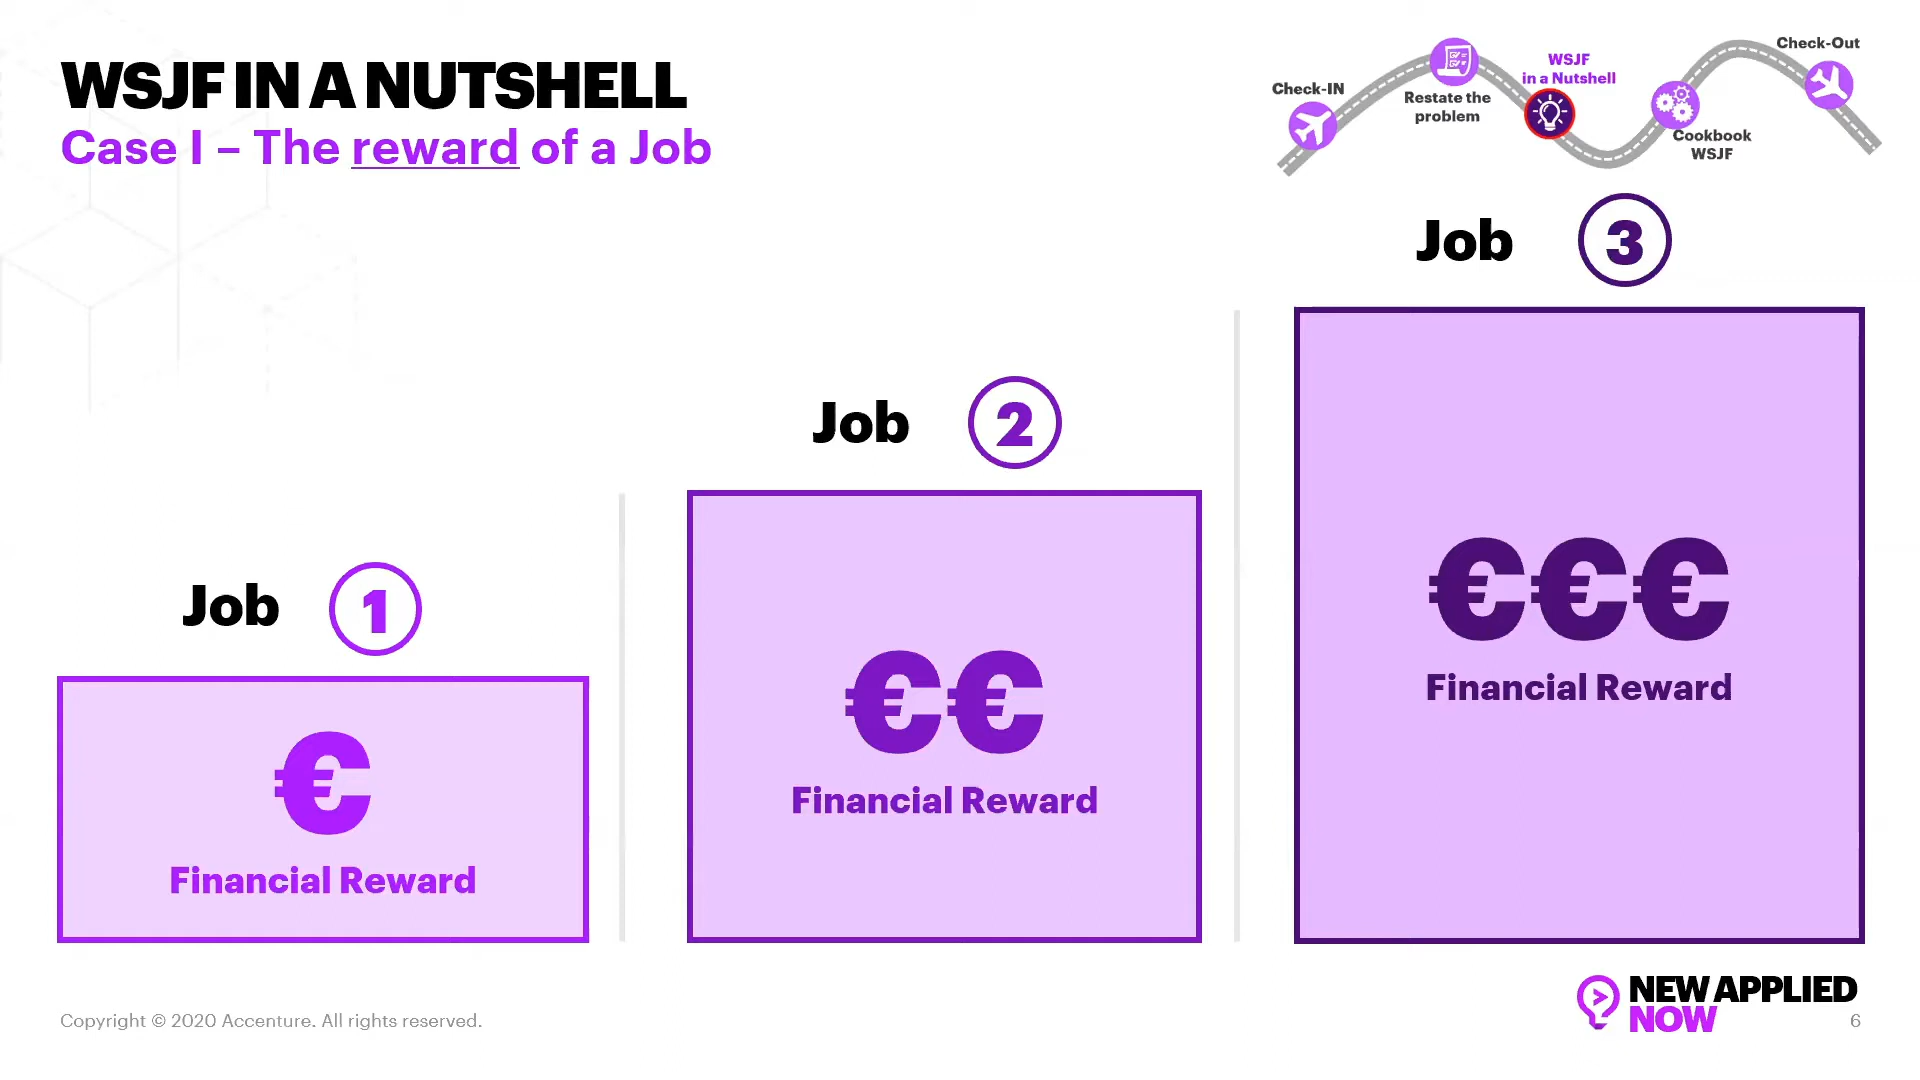 WSJF IN A NUTSHELL
Case I – The reward of a Job
Check-IN
Restate the
problem
WSJF
in a Nutshell
Cookbook
WSJF
Check-Out
Job 1
€
Financial Reward
Job 2
€€
Financial Reward
Job 3
€€€
Financial Reward
Copyright © 2020 Accenture. All rights reserved.
NEW APPLIED
NOW
6